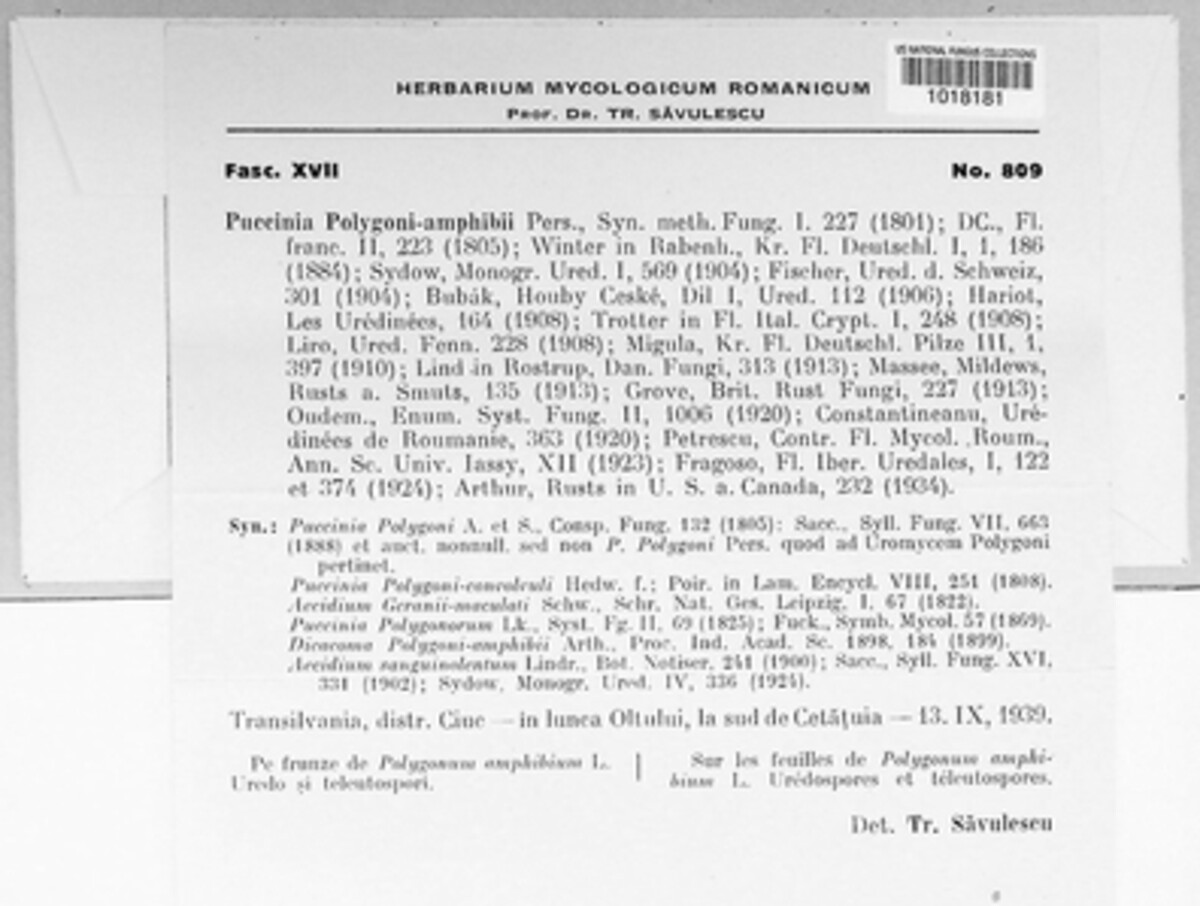 US NATIONAL FUNGUS COLLECTIONS
1018181
HERBARIUM MYCOLOGICUM ROMANICUM
PROF. DR. TR. SĂVULESCU
Fasc. XVII No. 809
Puccinia Polygoni-amphibii Pers., Syn. meth. Fung. I. 227 (1801); DC., Fl.
franc. II, 223 (1805); Winter in Rabenh., Kr. Fl. Deutschl. I, 1, 186
(1884); Sydow, Monogr. Ured. I, 569 (1904); Fischer, Ured. d. Schweiz,
301 (1904); Bubák, Houby Ceské, Dil I, Ured. 112 (1906); Hariot,
Les Urédinées, 164 (1908); Trotter in Fl. Ital. Crypt. I, 248 (1908);
Liro, Ured. Fenn. 228 (1908); Migula, Kr. Fl. Deutschl. Pilze III, 1,
397 (1910); Lind in Rostrup, Dan. Fungi, 313 (1913); Massee, Mildews,
Rusts a. Smuts, 135 (1913); Grove, Brit. Rust Fungi, 227 (1913);
Oudem., Enum. Syst. Fung. II, 1006 (1920); Constantineanu, Uré-
dinées de Roumanie, 363 (1920); Petrescu, Contr. Fl. Mycol. Roum.,
Ann. Sc. Univ. Iassy, XII (1923); Fragoso, Fl. Iber. Uredales, I, 122
et 374 (1924); Arthur, Rusts in U. S. a. Canada, 232 (1934).
Syn.: Puccinia Polygoni A. et S., Consp. Fung. 132 (1805); Sacc., Syll. Fung. VII, 663
(1888) et auct. nonnull. sed non P. Polygoni Pers. quod ad Uromycem Polygoni
pertinet.
Puccinia Polygoni-convolculi Hedw. f.; Poir. in Lam. Encycl. VIII, 251 (1808).
Aecidium Geranii-maculati Schw., Schr. Nat. Ges. Leipzig. I, 67 (1822).
Puccinia Polygonorum Lk., Syst. Fg. II, 69 (1825); Fuck., Symb. Mycol. 57 (1869).
Dicaeoma Polygoni-amphibii Arth., Proc. Ind. Acad. Sc. 1898, 184 (1899).
Aecidium sanguinolentum Lindr., Bot. Notiser, 241 (1900); Sacc., Syll. Fung. XVI,
331 (1902); Sydow, Monogr. Ured. IV, 336 (1924).
Transilvania, distr. Ciuc — in lunca Oltului, la sud de Cetățuia — 13. IX, 1939.
Pe frunze de Polygonum amphibium L.
Uredo și teleutospori.
Sur les feuilles de Polygonum amphi-
bium L. Urédospores et téleutospores.
Det. Tr. Săvulescu